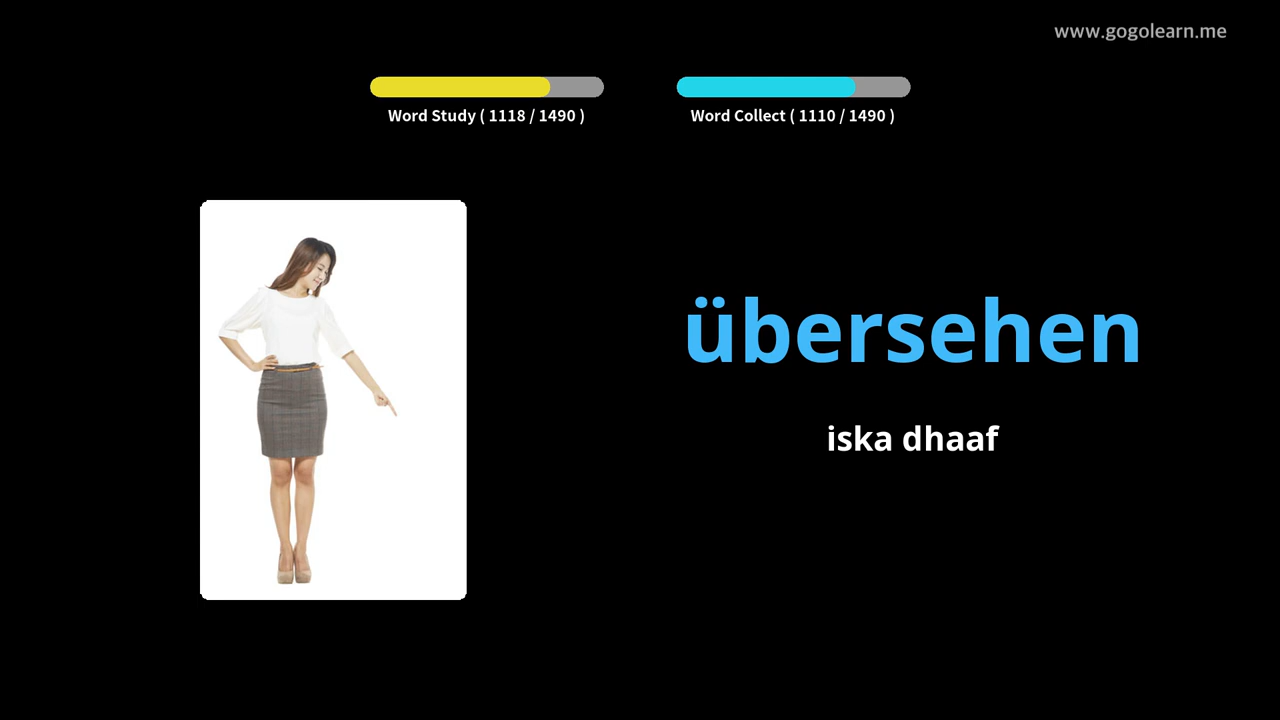 www.gogolearn.me
Word Study ( 1118 / 1490 )
Word Collect ( 1110 / 1490 )
übersehen
iska dhaaf